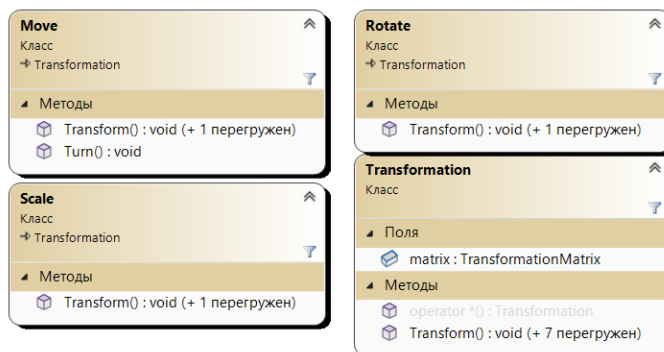 Move
Класс
Transformation
Методы
Transform() : void (+ 1 перегружен)
Turn() : void
Rotate
Класс
Transformation
Методы
Transform() : void (+ 1 перегружен)
Scale
Класс
Transformation
Методы
Transform() : void (+ 1 перегружен)
Transformation
Класс
Поля
matrix : TransformationMatrix
Методы
operator *() : Transformation
Transform() : void (+ 7 перегружен)